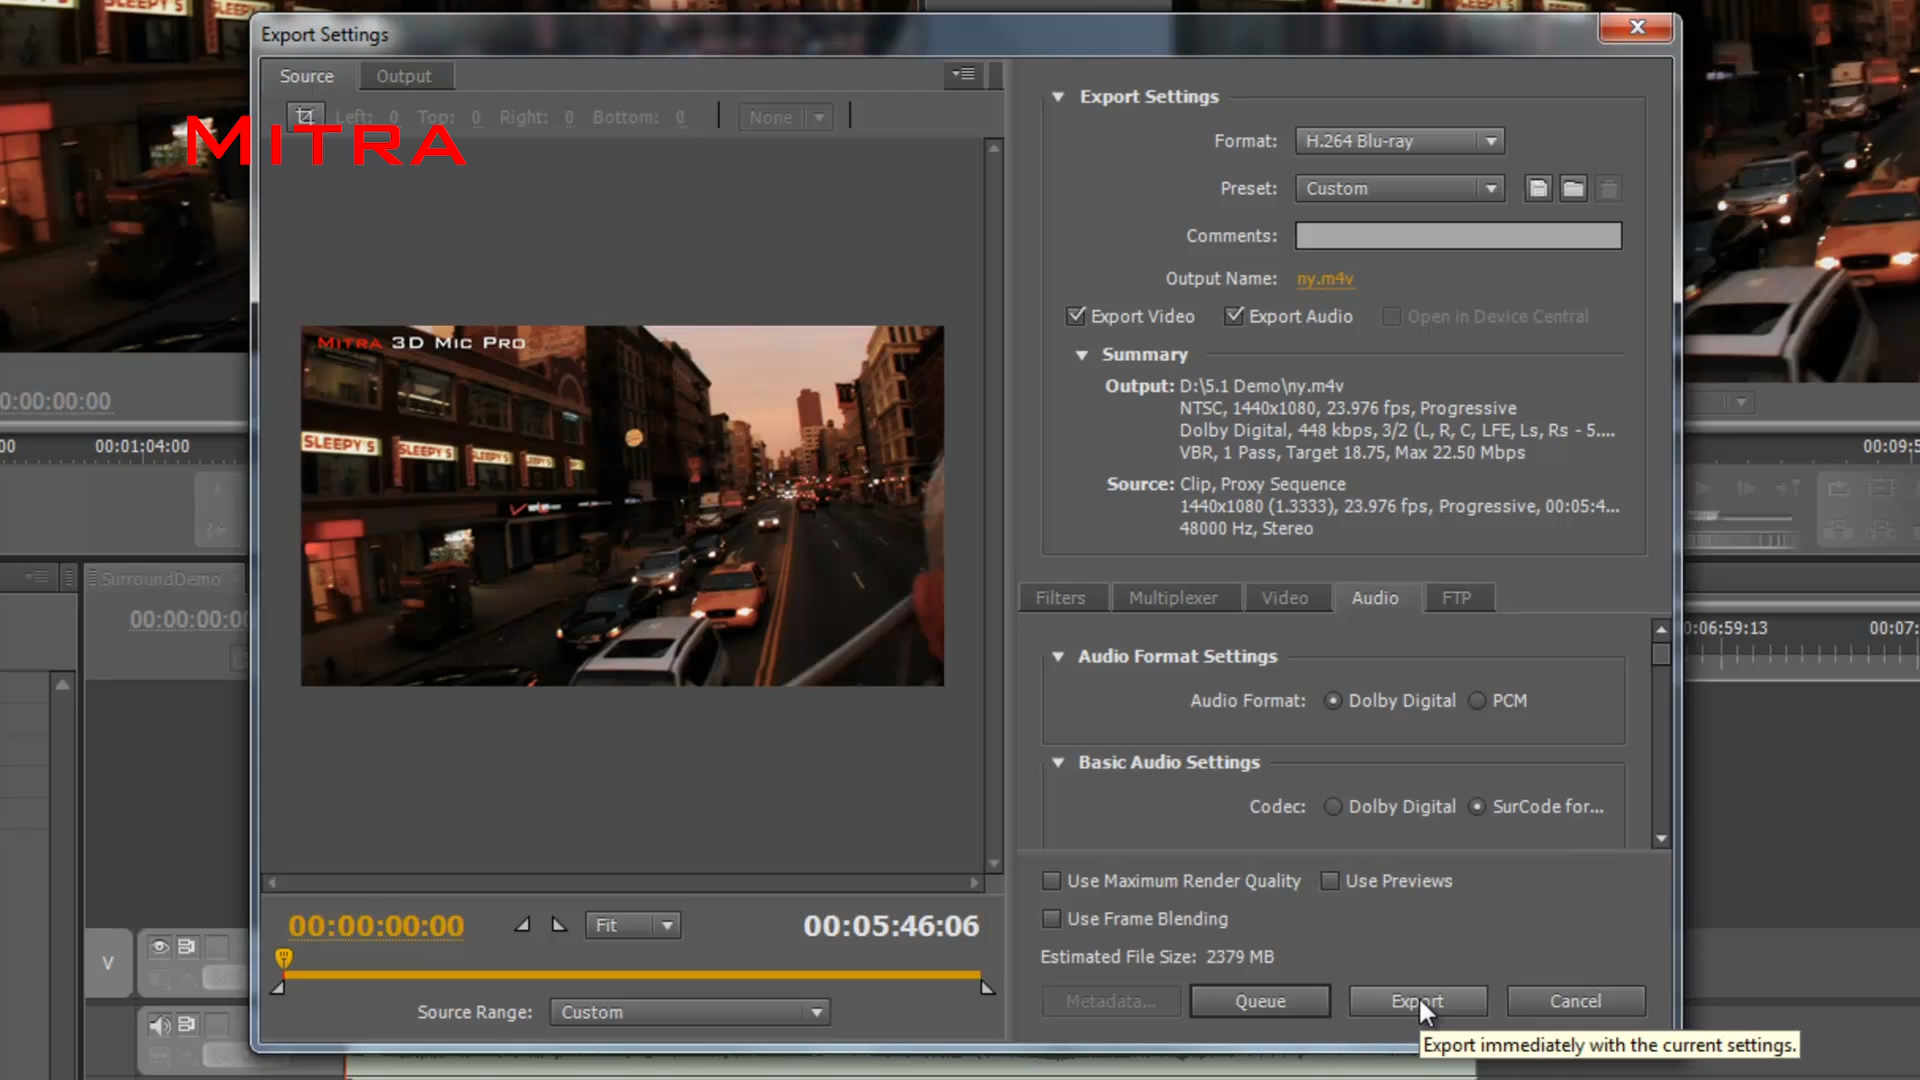 SLEEPY'S
SLEEPY'S
Export Settings
Source
Output
Left: 0 Top: 0 Right: 0 Bottom: 0
None
MITRA
MITRA 3D MIC PRO
SLEEPY'S
SLEEPY'S
SLEEPY'S
SLEEPY'S
00:00:00:00
Fit
00:05:46:06
Source Range: Custom
Export Settings
Format: H.264 Blu-ray
Preset: Custom
Comments:
Output Name: ny.m4v
Export Video
Export Audio
Open in Device Central
Summary
Output: D:\5.1 Demo\ny.m4v
NTSC, 1440x1080, 23.976 fps, Progressive
Dolby Digital, 448 kbps, 3/2 (L, R, C, LFE, Ls, Rs - 5....
VBR, 1 Pass, Target 18.75, Max 22.50 Mbps
Source: Clip, Proxy Sequence
1440x1080 (1.3333), 23.976 fps, Progressive, 00:05:4...
48000 Hz, Stereo
Filters
Multiplexer
Video
Audio
FTP
Audio Format Settings
Audio Format: Dolby Digital PCM
Basic Audio Settings
Codec: Dolby Digital SurCode for...
Use Maximum Render Quality
Use Previews
Use Frame Blending
Estimated File Size: 2379 MB
Metadata...
Queue
Export
Cancel
Export immediately with the current settings.
0:00:00:00
00
00:01:04:00
SurroundDemo
00:00:00:0
V
00:09:5
0:06:59:13
00:07: